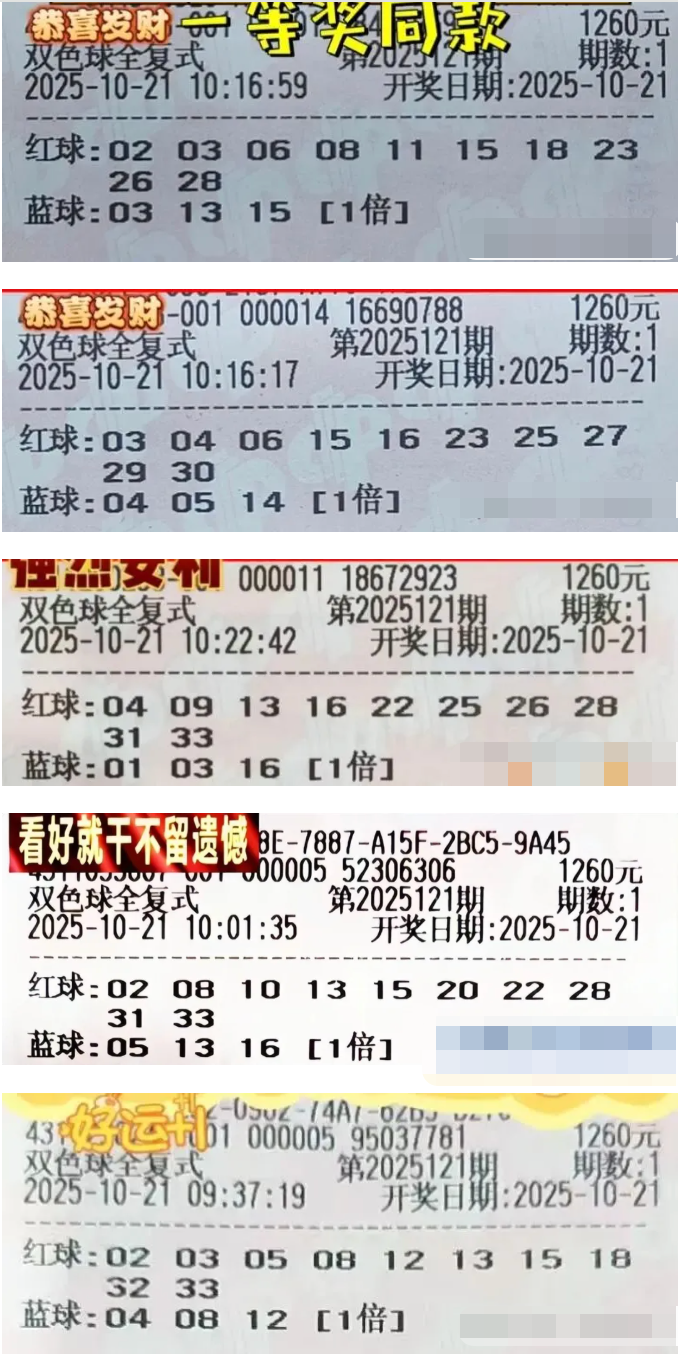 恭喜发财 一等奖同款 1260元
双色球全复式 第2025121期 期数:1
2025-10-21 10:16:59 开奖日期:2025-10-21
红球:02 03 06 08 11 15 18 23
26 28
蓝球:03 13 15 [1倍]
恭喜发财 -001 000014 16690788 1260元
双色球全复式 第2025121期 期数:1
2025-10-21 10:16:17 开奖日期:2025-10-21
红球:03 04 06 15 16 23 25 27
29 30
蓝球:04 05 14 [1倍]
000011 18672923 1260元
双色球全复式 第2025121期 期数:1
2025-10-21 10:22:42 开奖日期:2025-10-21
红球:04 09 13 16 22 25 26 28
31 33
蓝球:01 03 16 [1倍]
看好就干不留遗憾 8E-7887-A15F-2BC5-9A45
000005 52306306 1260元
双色球全复式 第2025121期 期数:1
2025-10-21 10:01:35 开奖日期:2025-10-21
红球:02 08 10 13 15 20 22 28
31 33
蓝球:05 13 16 [1倍]
好运 01 000005 95037781 1260元
双色球全复式 第2025121期 期数:1
2025-10-21 09:37:19 开奖日期:2025-10-21
红球:02 03 05 08 12 13 15 18
32 33
蓝球:04 08 12 [1倍]